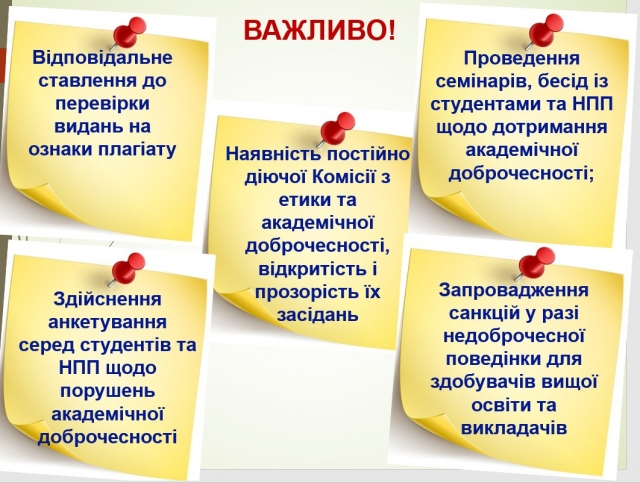 ВАЖЛИВО!
Відповідальне
ставлення до
перевірки
видань на
ознаки плагіату
Проведення
семінарів, бесід із
студентами та НПП
щодо дотримання
академічної
доброчесності;
Наявність постійно
діючої Комісії з
етики та
академічної
доброчесності,
відкритість і
прозорість їх
засідань
Здійснення
анкетування
серед студентів та
НПП щодо
порушень
академічної
доброчесності
Запровадження
санкцій у разі
недоброчесної
поведінки для
здобувачів вищої
освіти та
викладачів